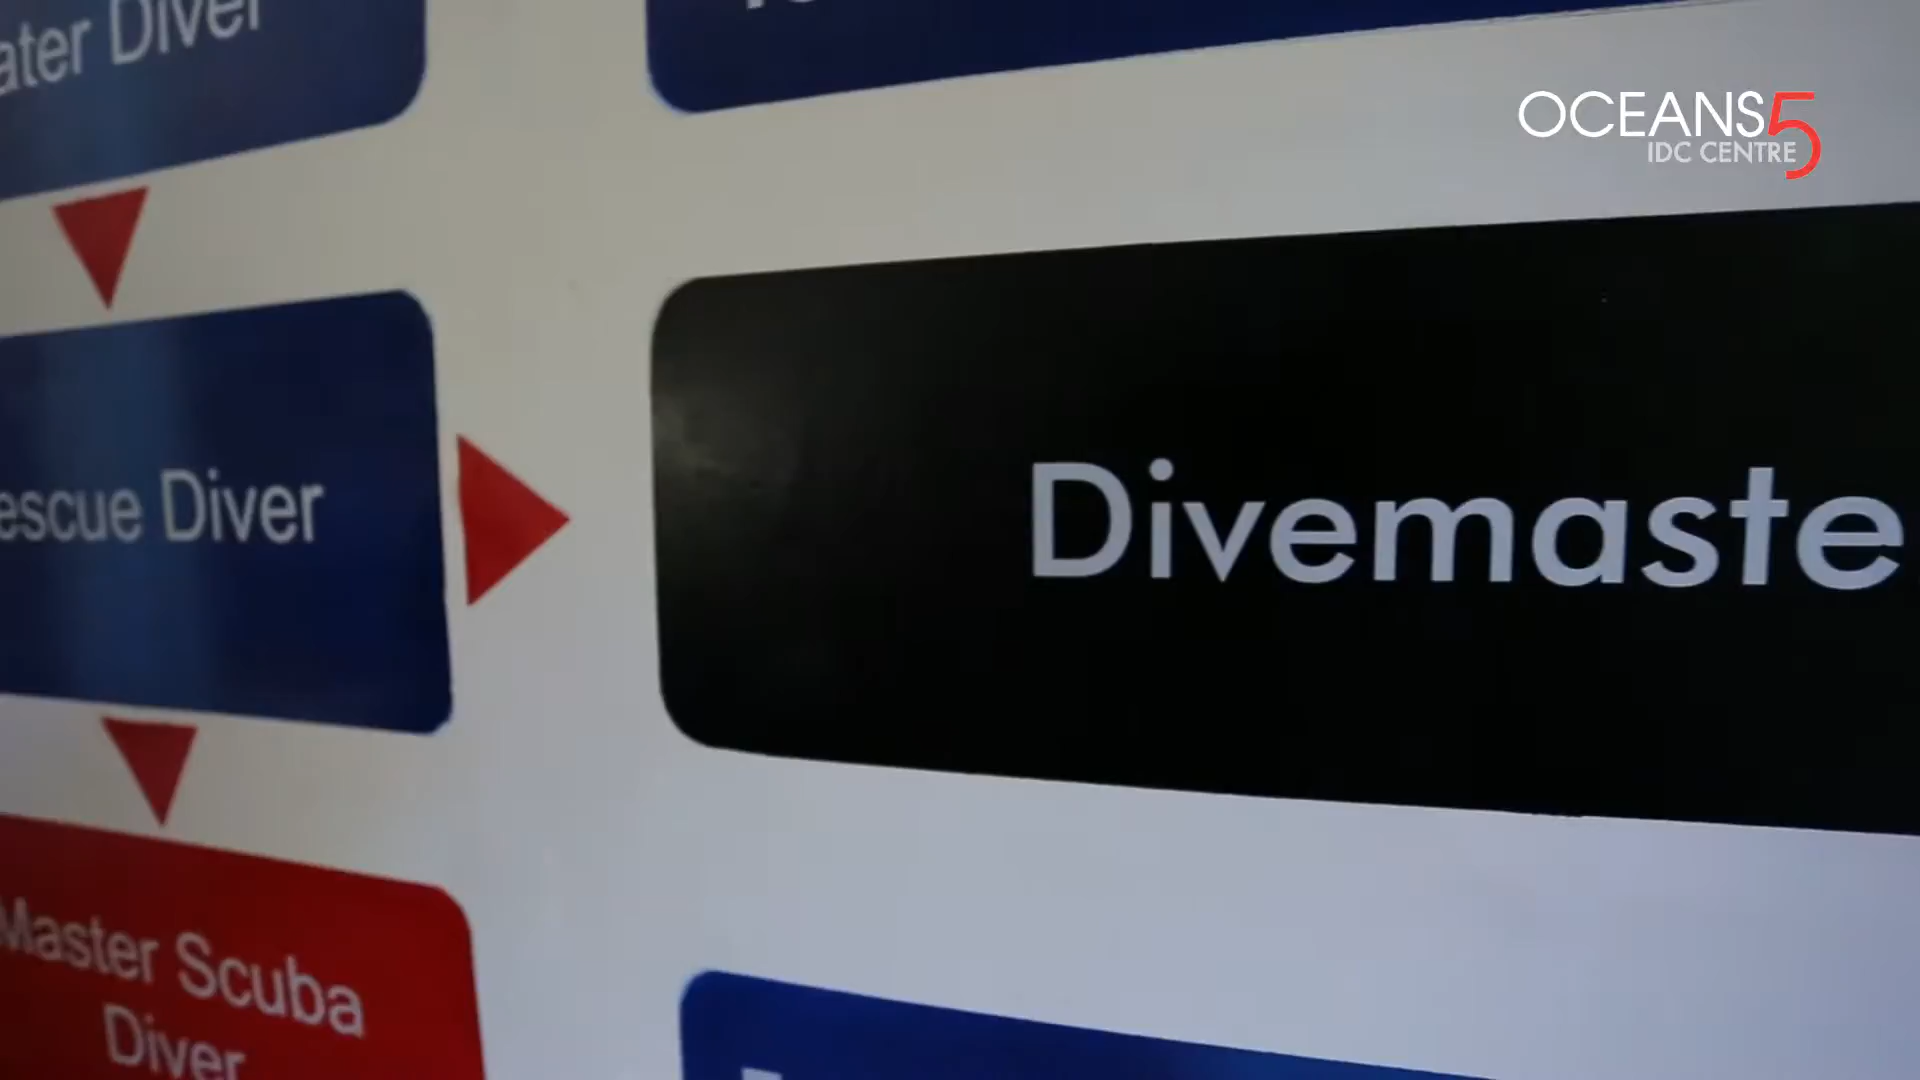 ater Diver
OCEANS5
IDC CENTRE
escue Diver
Divemaste
Master Scuba
Diver